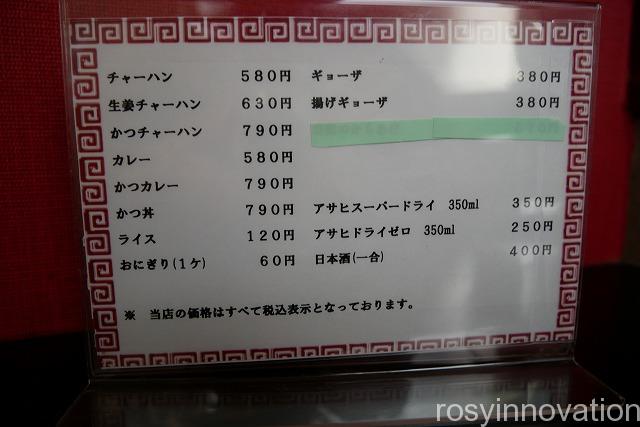 チャーハン 580円
生姜チャーハン 630円
かつチャーハン 790円
カレー 580円
かつカレー 790円
かつ丼 790円
ライス 120円
おにぎり(1ケ) 60円
ギョーザ 380円
揚げギョーザ 380円
アサヒスーパードライ 350ml 350円
アサヒドライゼロ 350ml 250円
日本酒(一合) 400円
※ 当店の価格はすべて税込表示となっております。
rosyinnovation